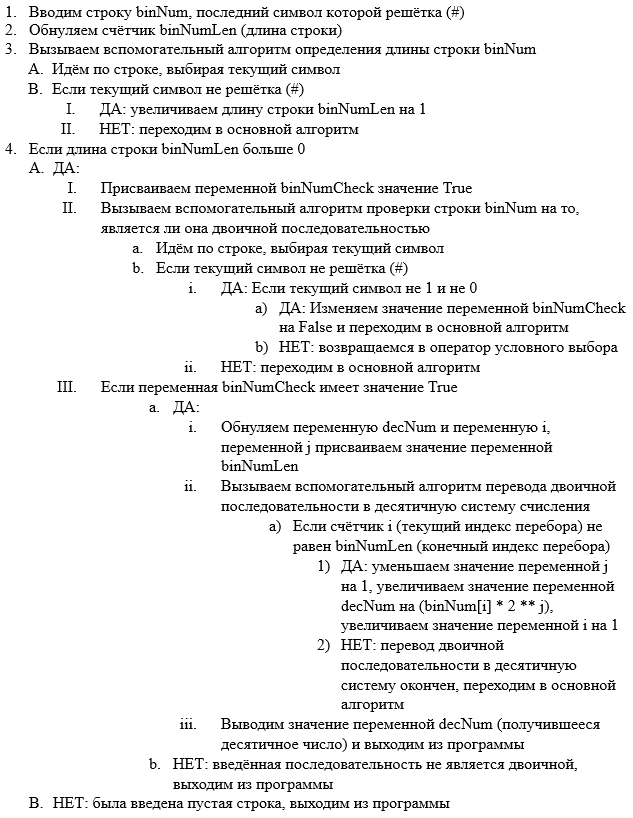 1. Вводим строку binNum, последний символ которой решётка (#)
2. Обнуляем счётчик binNumLen (длина строки)
3. Вызываем вспомогательный алгоритм определения длины строки binNum
A. Идём по строке, выбирая текущий символ
B. Если текущий символ не решётка (#)
I. ДА: увеличиваем длину строки binNumLen на 1
II. НЕТ: переходим в основной алгоритм
4. Если длина строки binNumLen больше 0
A. ДА:
I. Присваиваем переменной binNumCheck значение True
II. Вызываем вспомогательный алгоритм проверки строки binNum на то,
является ли она двоичной последовательностью
a. Идём по строке, выбирая текущий символ
b. Если текущий символ не решётка (#)
i. ДА: Если текущий символ не 1 и не 0
a) ДА: Изменяем значение переменной binNumCheck
на False и переходим в основной алгоритм
b) НЕТ: возвращаемся в оператор условного выбора
ii. НЕТ: переходим в основной алгоритм
III. Если переменная binNumCheck имеет значение True
a. ДА:
i. Обнуляем переменную decNum и переменную i,
переменной j присваиваем значение переменной
binNumLen
ii. Вызываем вспомогательный алгоритм перевода двоичной
последовательности в десятичную систему счисления
a) Если счётчик i (текущий индекс перебора) не
равен binNumLen (конечный индекс перебора)
1) ДА: уменьшаем значение переменной j
на 1, увеличиваем значение переменной
decNum на (binNum[i] * 2 ** j),
увеличиваем значение переменной i на 1
2) НЕТ: перевод двоичной
последовательности в десятичную
систему окончен, переходим в основной
алгоритм
iii. Выводим значение переменной decNum (получившееся
десятичное число) и выходим из программы
b. НЕТ: введённая последовательность не является двоичной,
выходим из программы
B. НЕТ: была введена пустая строка, выходим из программы